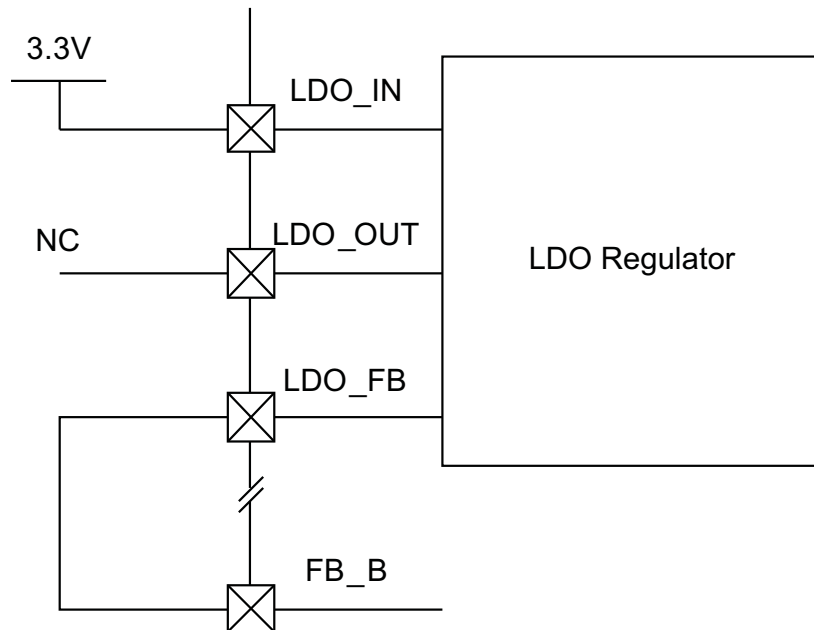 3.3V
LDO_IN
NC
LDO_OUT
LDO Regulator
LDO_FB
FB_B